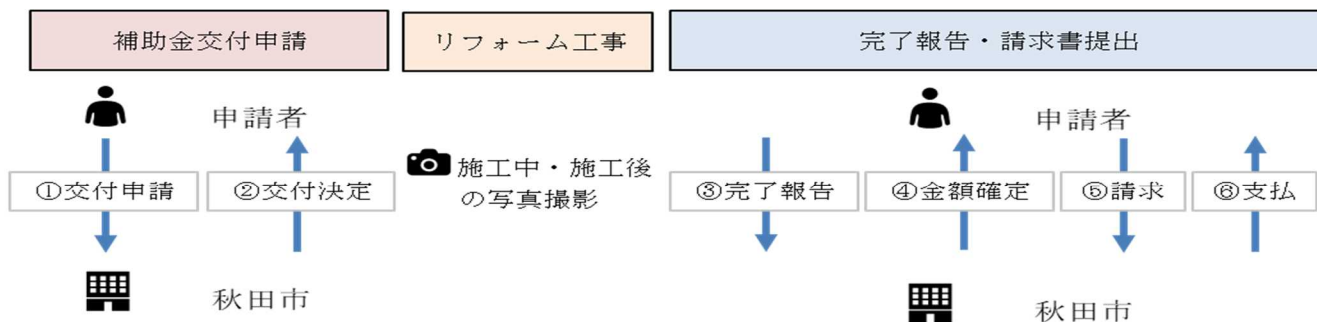 補助金交付申請
リフォーム工事
完了報告・請求書提出
申請者
①交付申請
②交付決定
秋田市
施工中・施工後
の写真撮影
申請者
③完了報告
④金額確定
⑤請求
⑥支払
秋田市